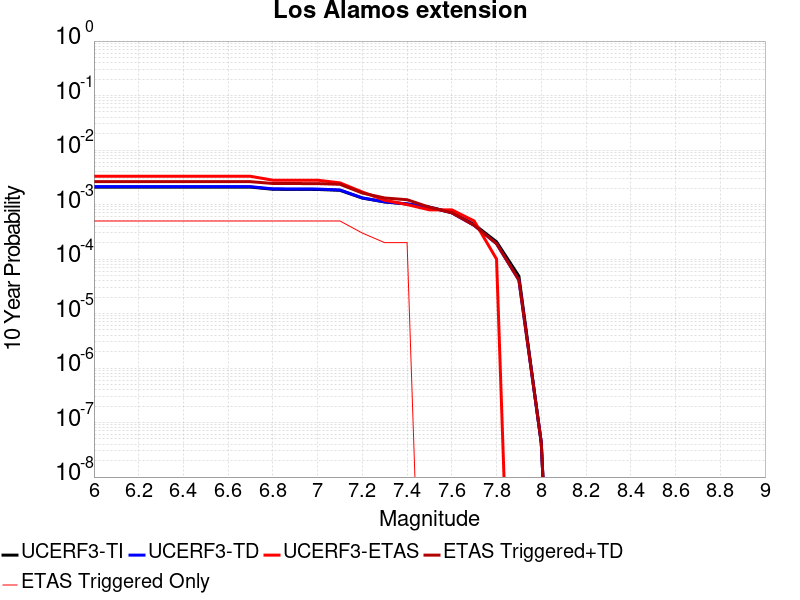 Los Alamos extension
10^0
10^-1
10^-2
10^-3
10^-4
10^-5
10^-6
10^-7
10^-8
10 Year Probability
6 6.2 6.4 6.6 6.8 7 7.2 7.4 7.6 7.8 8 8.2 8.4 8.6 8.8 9
Magnitude
UCERF3-TI UCERF3-TD UCERF3-ETAS ETAS Triggered+TD
ETAS Triggered Only